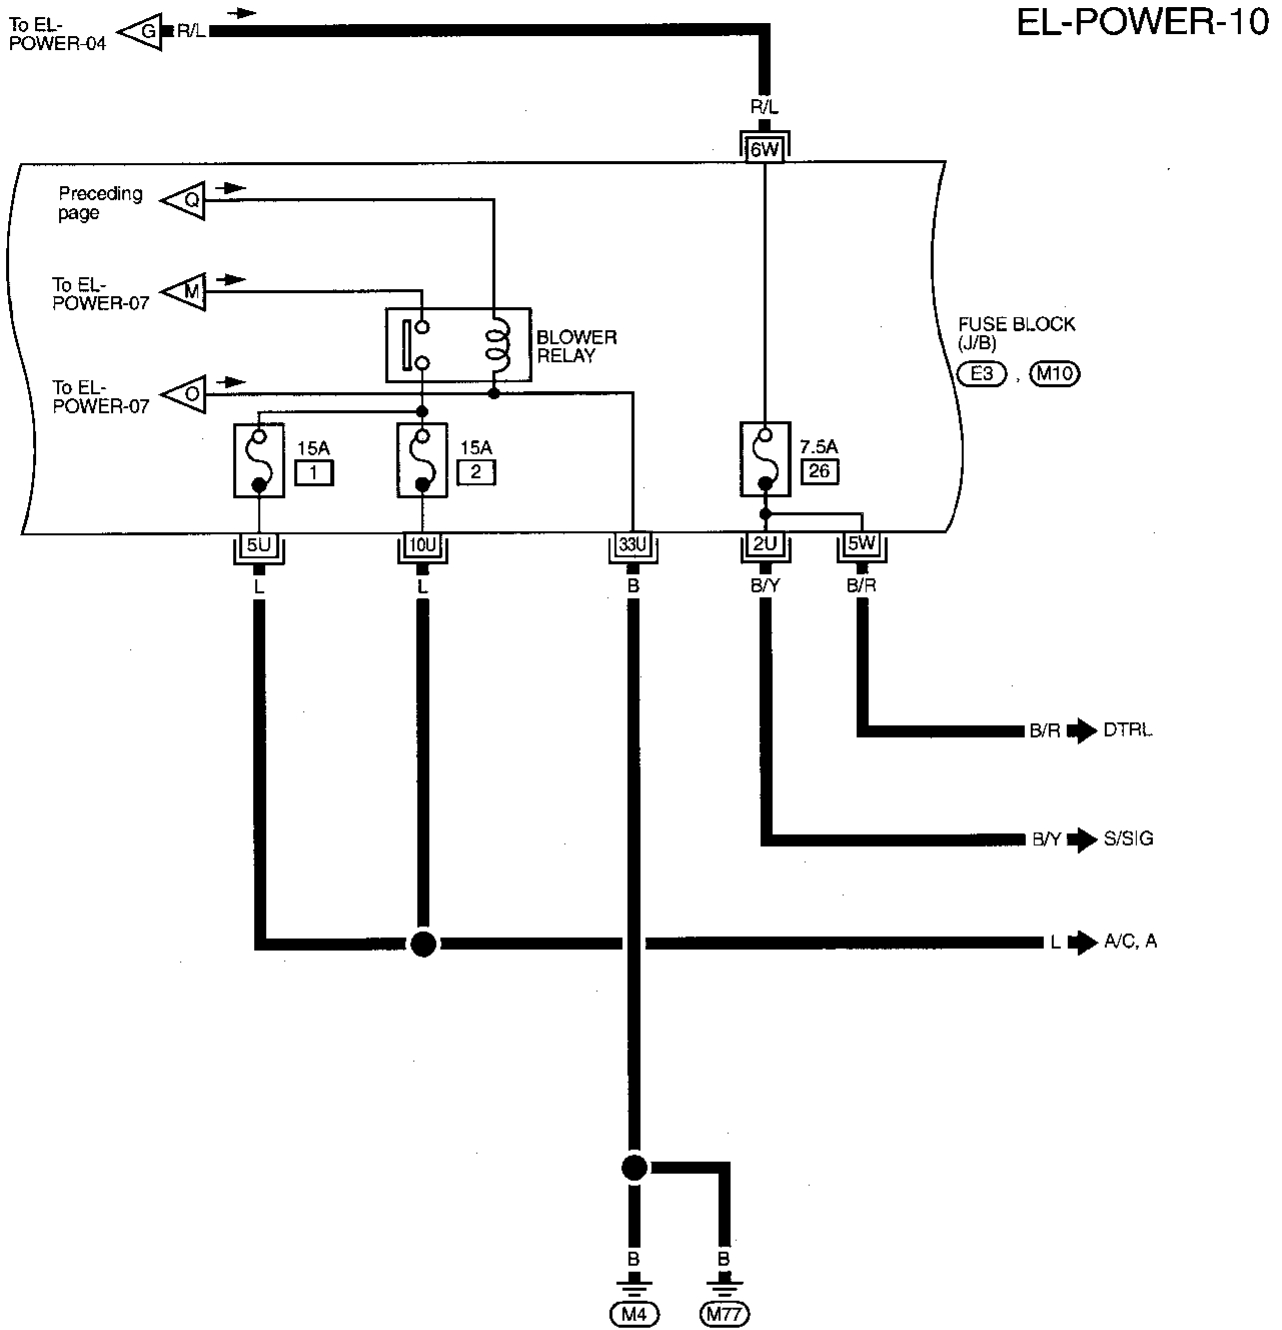 EL-POWER-10
To EL-
POWER-04
G
R/L
R/L
6W
Preceding
page
Q
To EL-
POWER-07
M
BLOWER
RELAY
FUSE BLOCK
(J/B)
E3 , M10
To EL-
POWER-07
O
15A
1
15A
2
7.5A
26
5U
10U
33U
2U
5W
L
L
B
B/Y
B/R
B/R
DTRL
B/Y
S/SIG
L
A/C, A
B
B
M4
M77